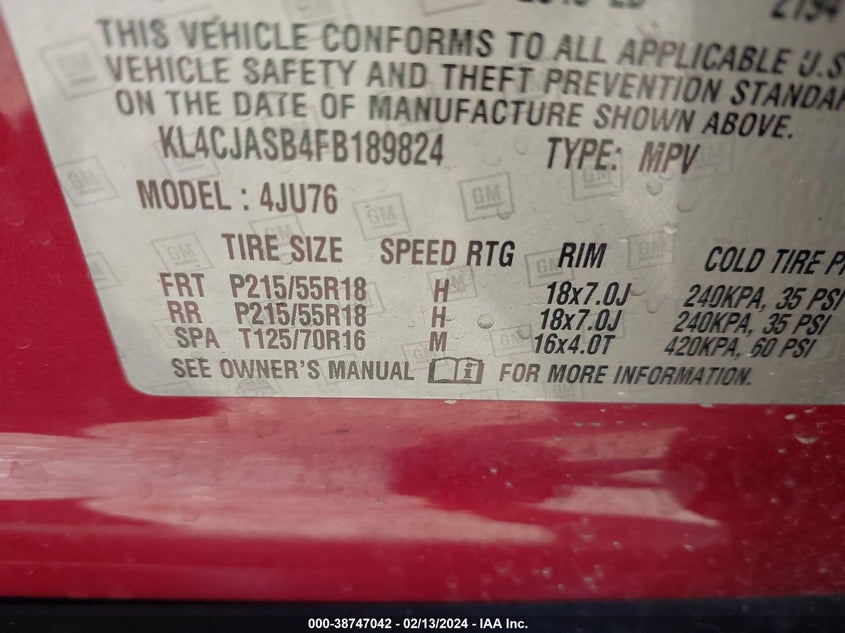 THIS VEHICLE CONFORMS TO ALL APPLICABLE U.S.
VEHICLE SAFETY AND THEFT PREVENTION STANDAR
ON THE DATE OF MANUFACTURE SHOWN ABOVE.
KL4CJASB4FB189824 TYPE: MPV
MODEL : 4JU76
TIRE SIZE SPEED RTG RIM COLD TIRE P
FRT P215/55R18 H 18x7.0J 240KPA, 35 PSI
RR P215/55R18 H 18x7.0J 240KPA, 35 PSI
SPA T125/70R16 M 16x4.0T 420KPA, 60 PSI
SEE OWNER'S MANUAL FOR MORE INFORMATION.
000-38747042 - 02/13/2024 - IAA Inc.